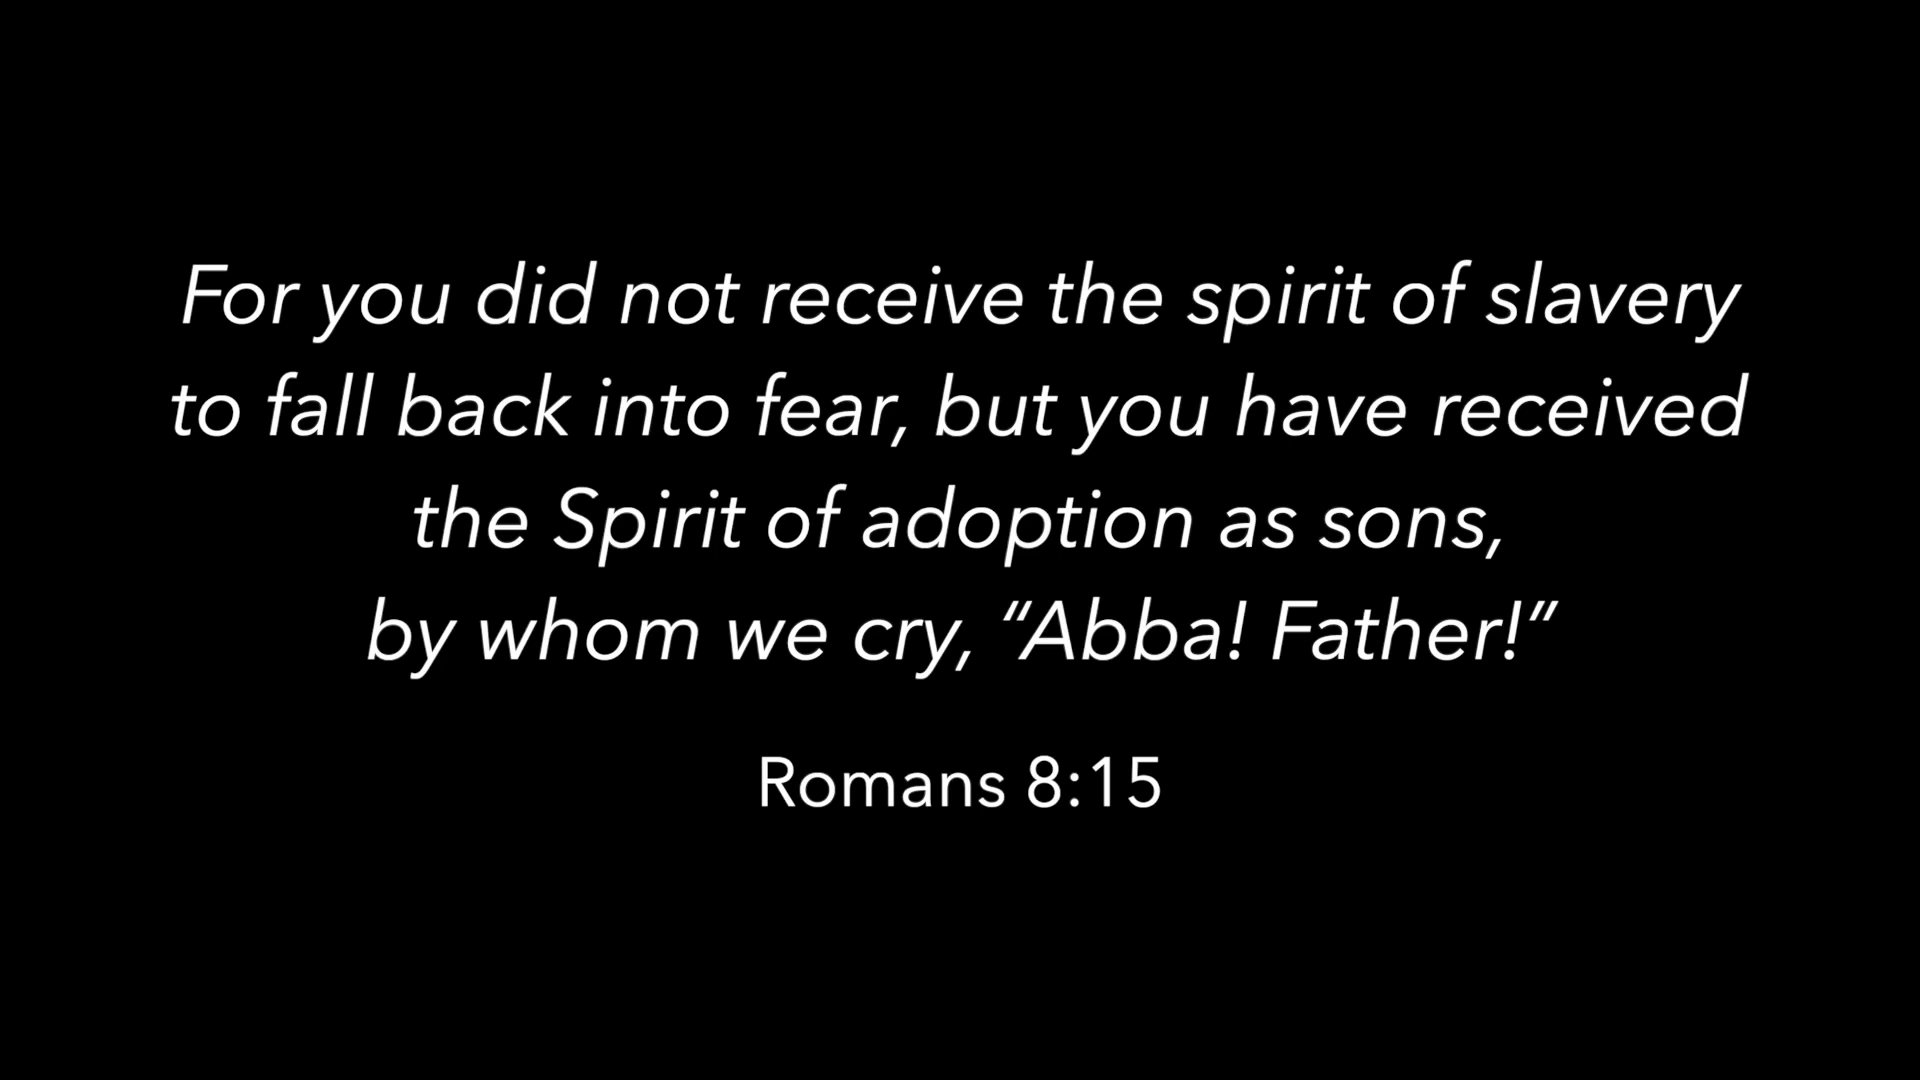 For you did not receive the spirit of slavery
to fall back into fear, but you have received
the Spirit of adoption as sons,
by whom we cry, “Abba! Father!”
Romans 8:15